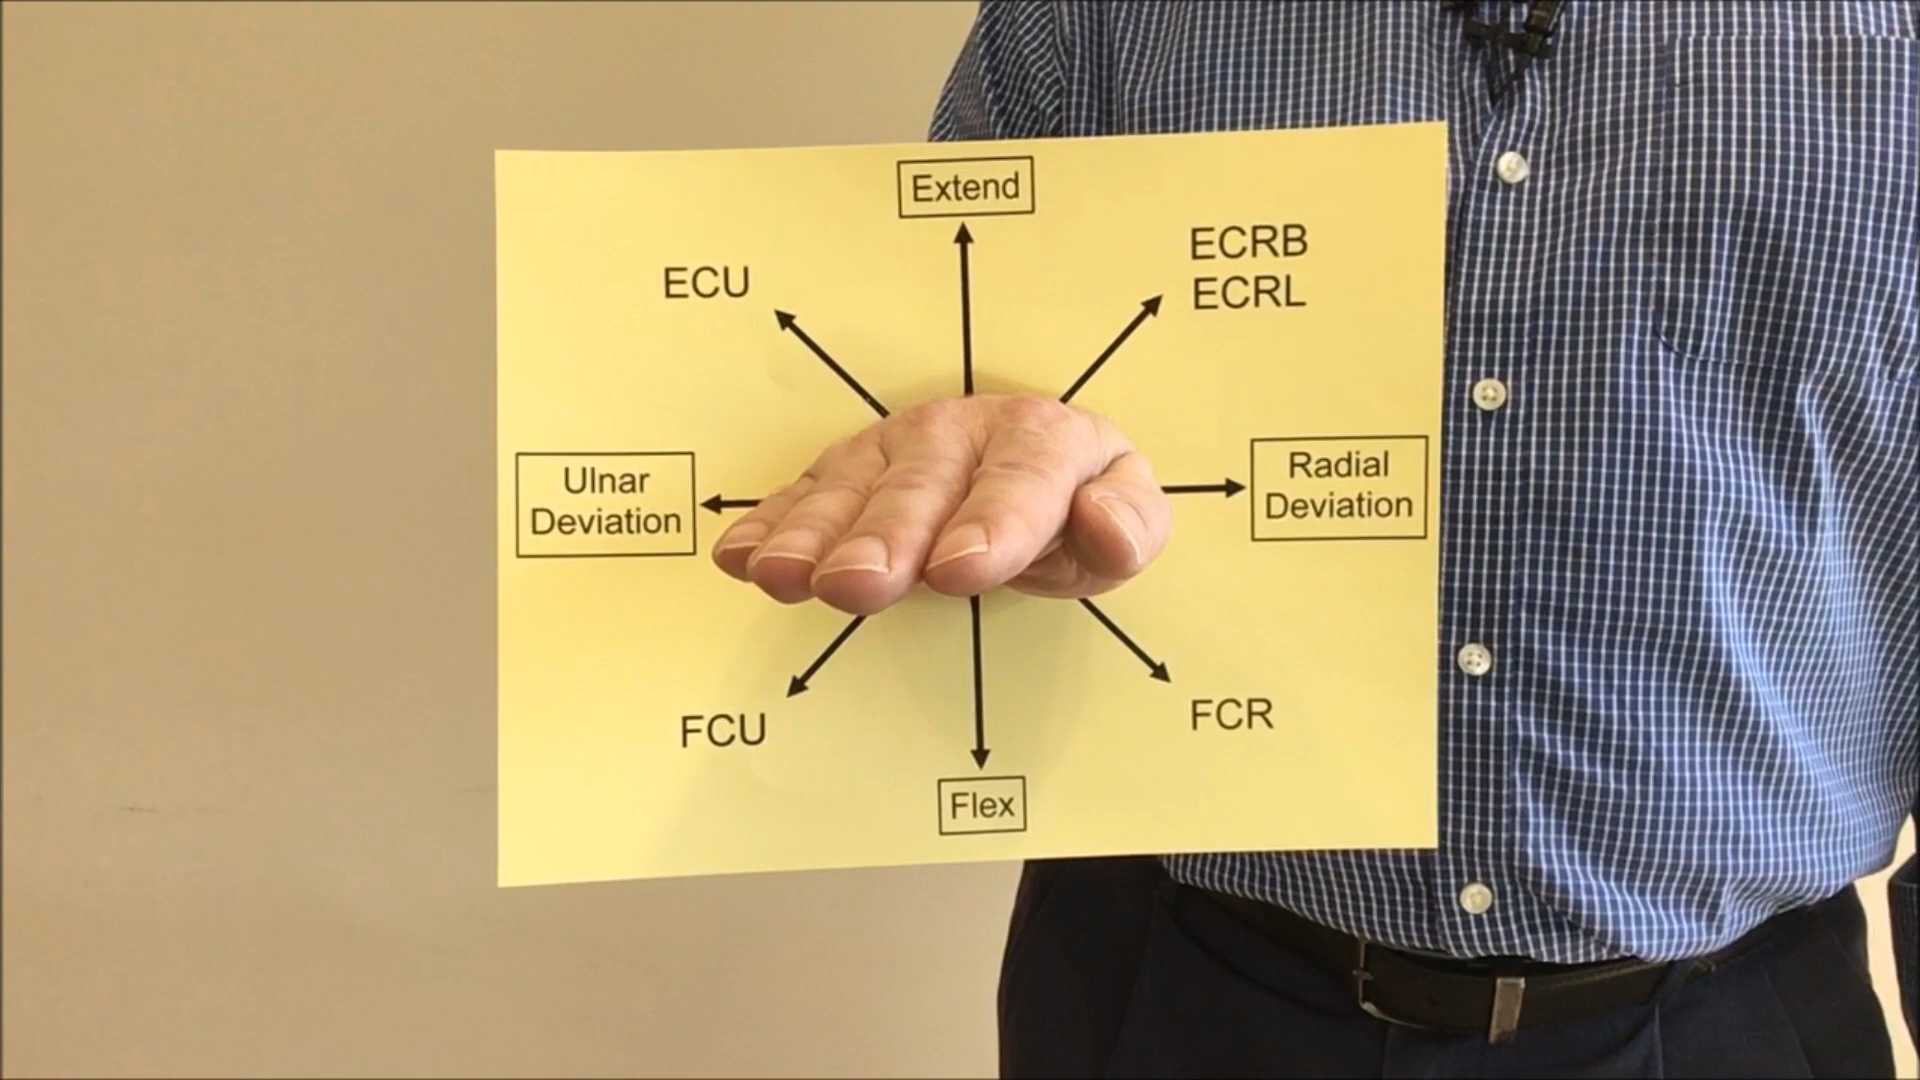 Extend
ECU
ECRB
ECRL
Ulnar
Deviation
Radial
Deviation
FCU
FCR
Flex